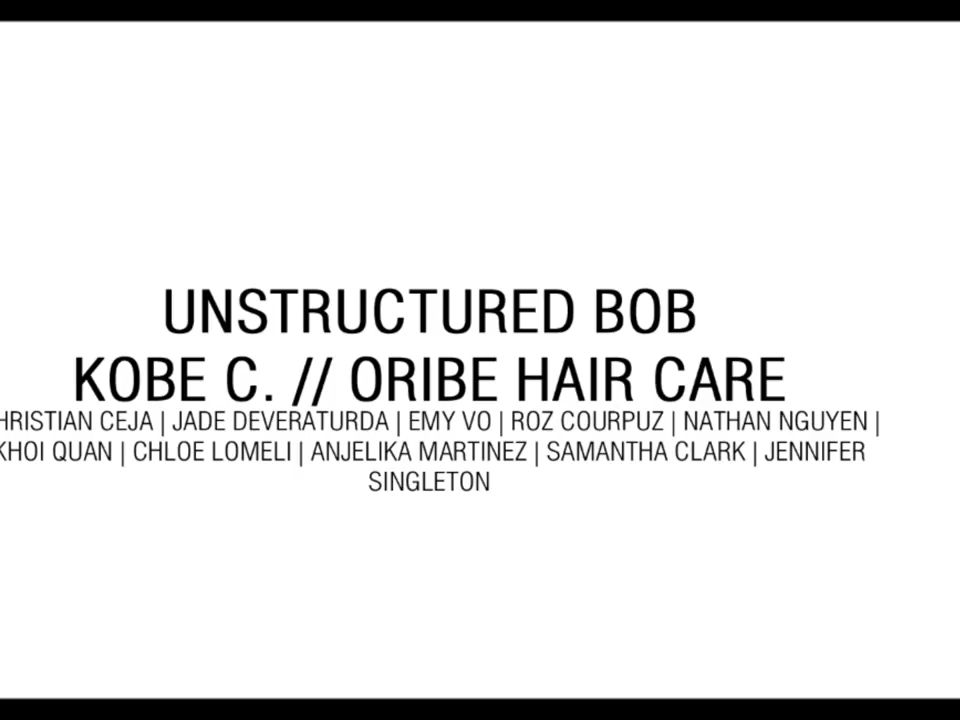 UNSTRUCTURED BOB
KOBE C. // ORIBE HAIR CARE
HRISTIAN CEJA | JADE DEVERATURDA | EMY VO | ROZ COURPUZ | NATHAN NGUYEN |
KHOI QUAN | CHLOE LOMELI | ANJELIKA MARTINEZ | SAMANTHA CLARK | JENNIFER
SINGLETON